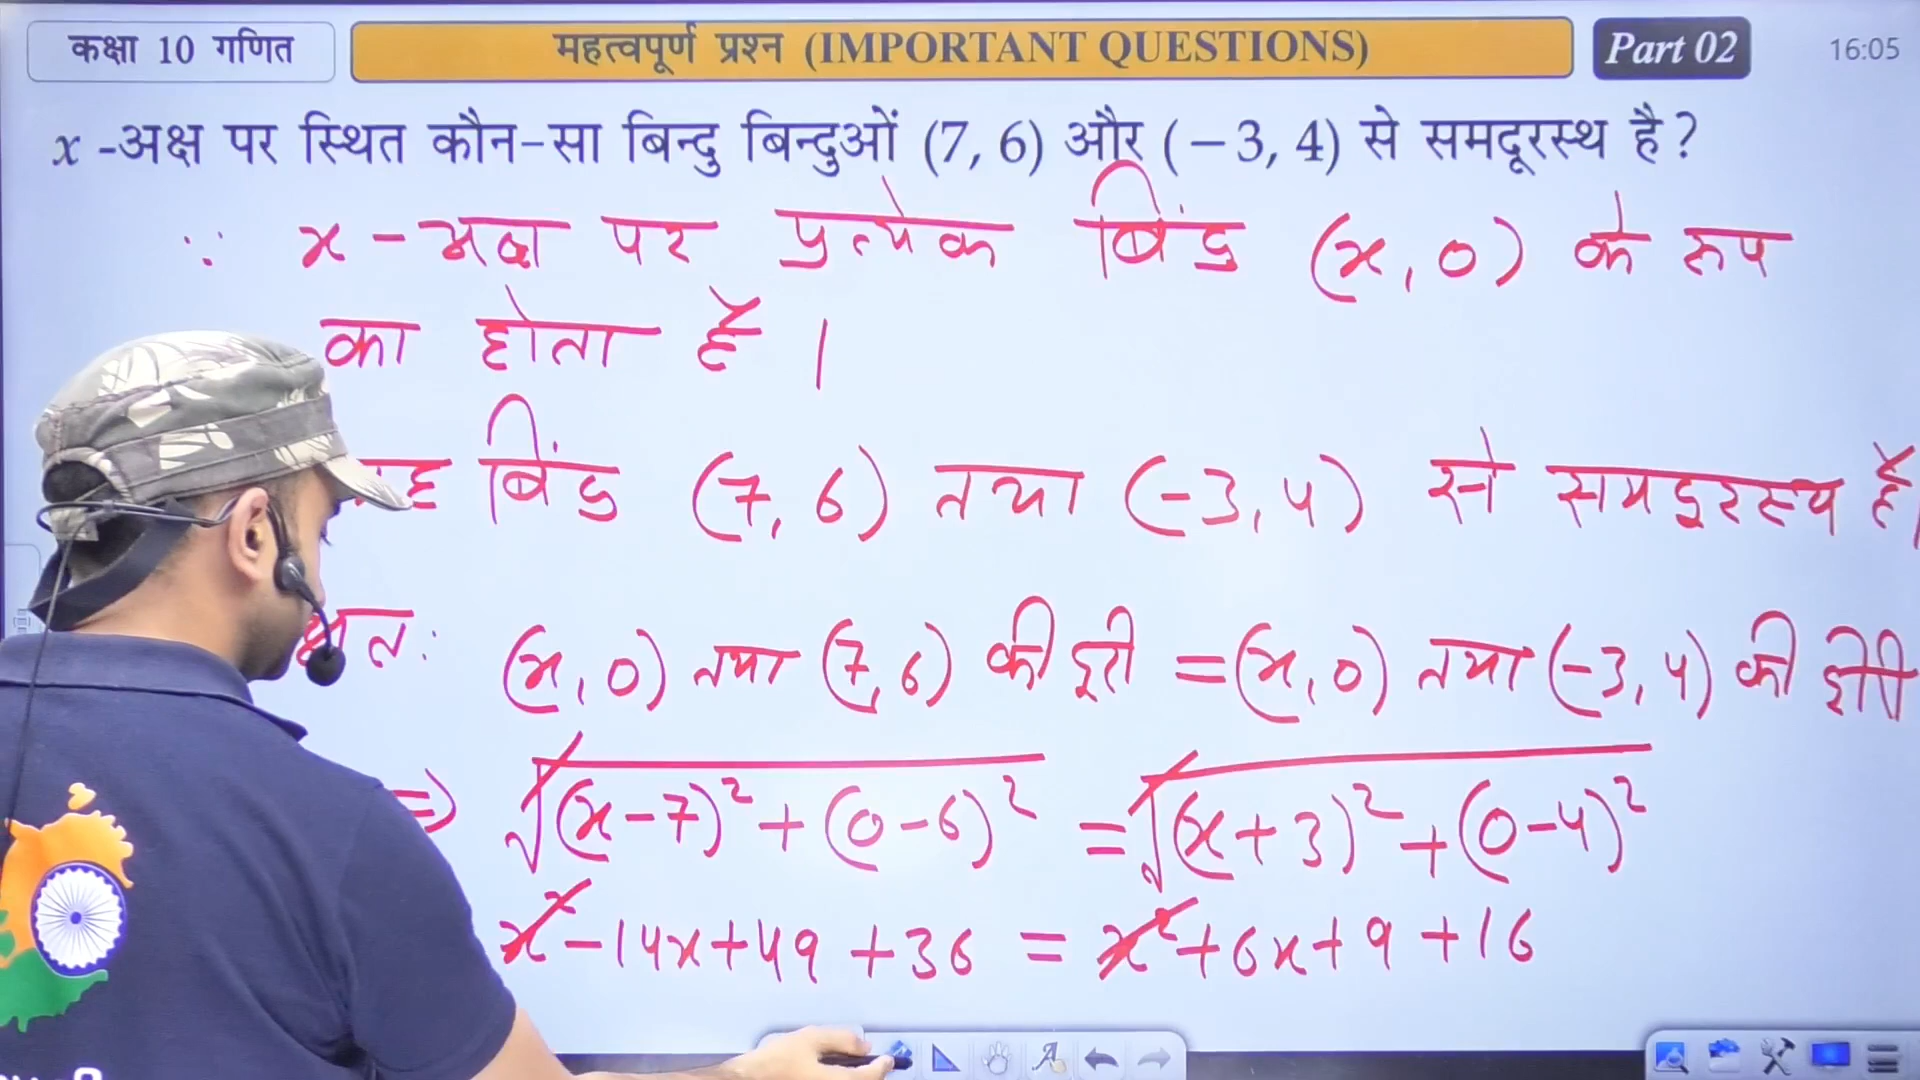 कक्षा 10 गणित
महत्वपूर्ण प्रश्न (IMPORTANT QUESTIONS)
Part 02
16:05
x -अक्ष पर स्थित कौन-सा बिन्दु बिन्दुओं (7, 6) और (−3, 4) से समदूरस्थ है?
∵ x-अक्ष पर प्रत्येक बिंदु (x, 0) के रूप
का होता है।
बिंदु (7, 6) तथा (-3, 4) से समदूरस्थ है।
अतः (x, 0) तथा (7, 6) की दूरी = (x, 0) तथा (-3, 4) की दूरी
⇒ √(x-7)² + (0-6)² = √(x+3)² + (0-4)²
x² - 14x + 49 + 36 = x² + 6x + 9 + 16